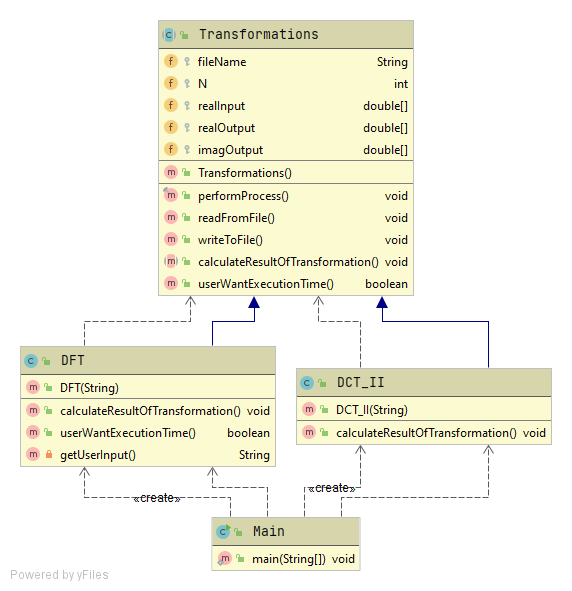 Transformations
fileName String
N int
realInput double[]
realOutput double[]
imagOutput double[]
Transformations()
performProcess() void
readFromFile() void
writeToFile() void
calculateResultOfTransformation() void
userWantExecutionTime() boolean
DFT
DFT(String)
calculateResultOfTransformation() void
userWantExecutionTime() boolean
getUserInput() String
DCT_II
DCT_II(String)
calculateResultOfTransformation() void
«create»
«create»
Main
main(String[]) void
Powered by yFiles